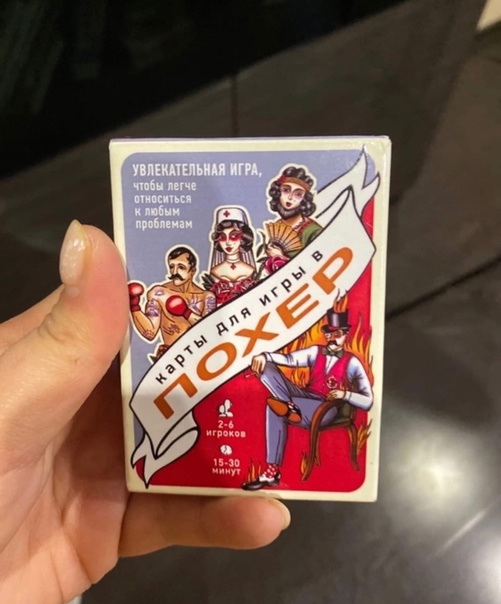 УВЛЕКАТЕЛЬНАЯ ИГРА,
чтобы легче
относиться
к любым
проблемам
карты для игры в
ПОХЕР
2-6
игроков
15-30
минут